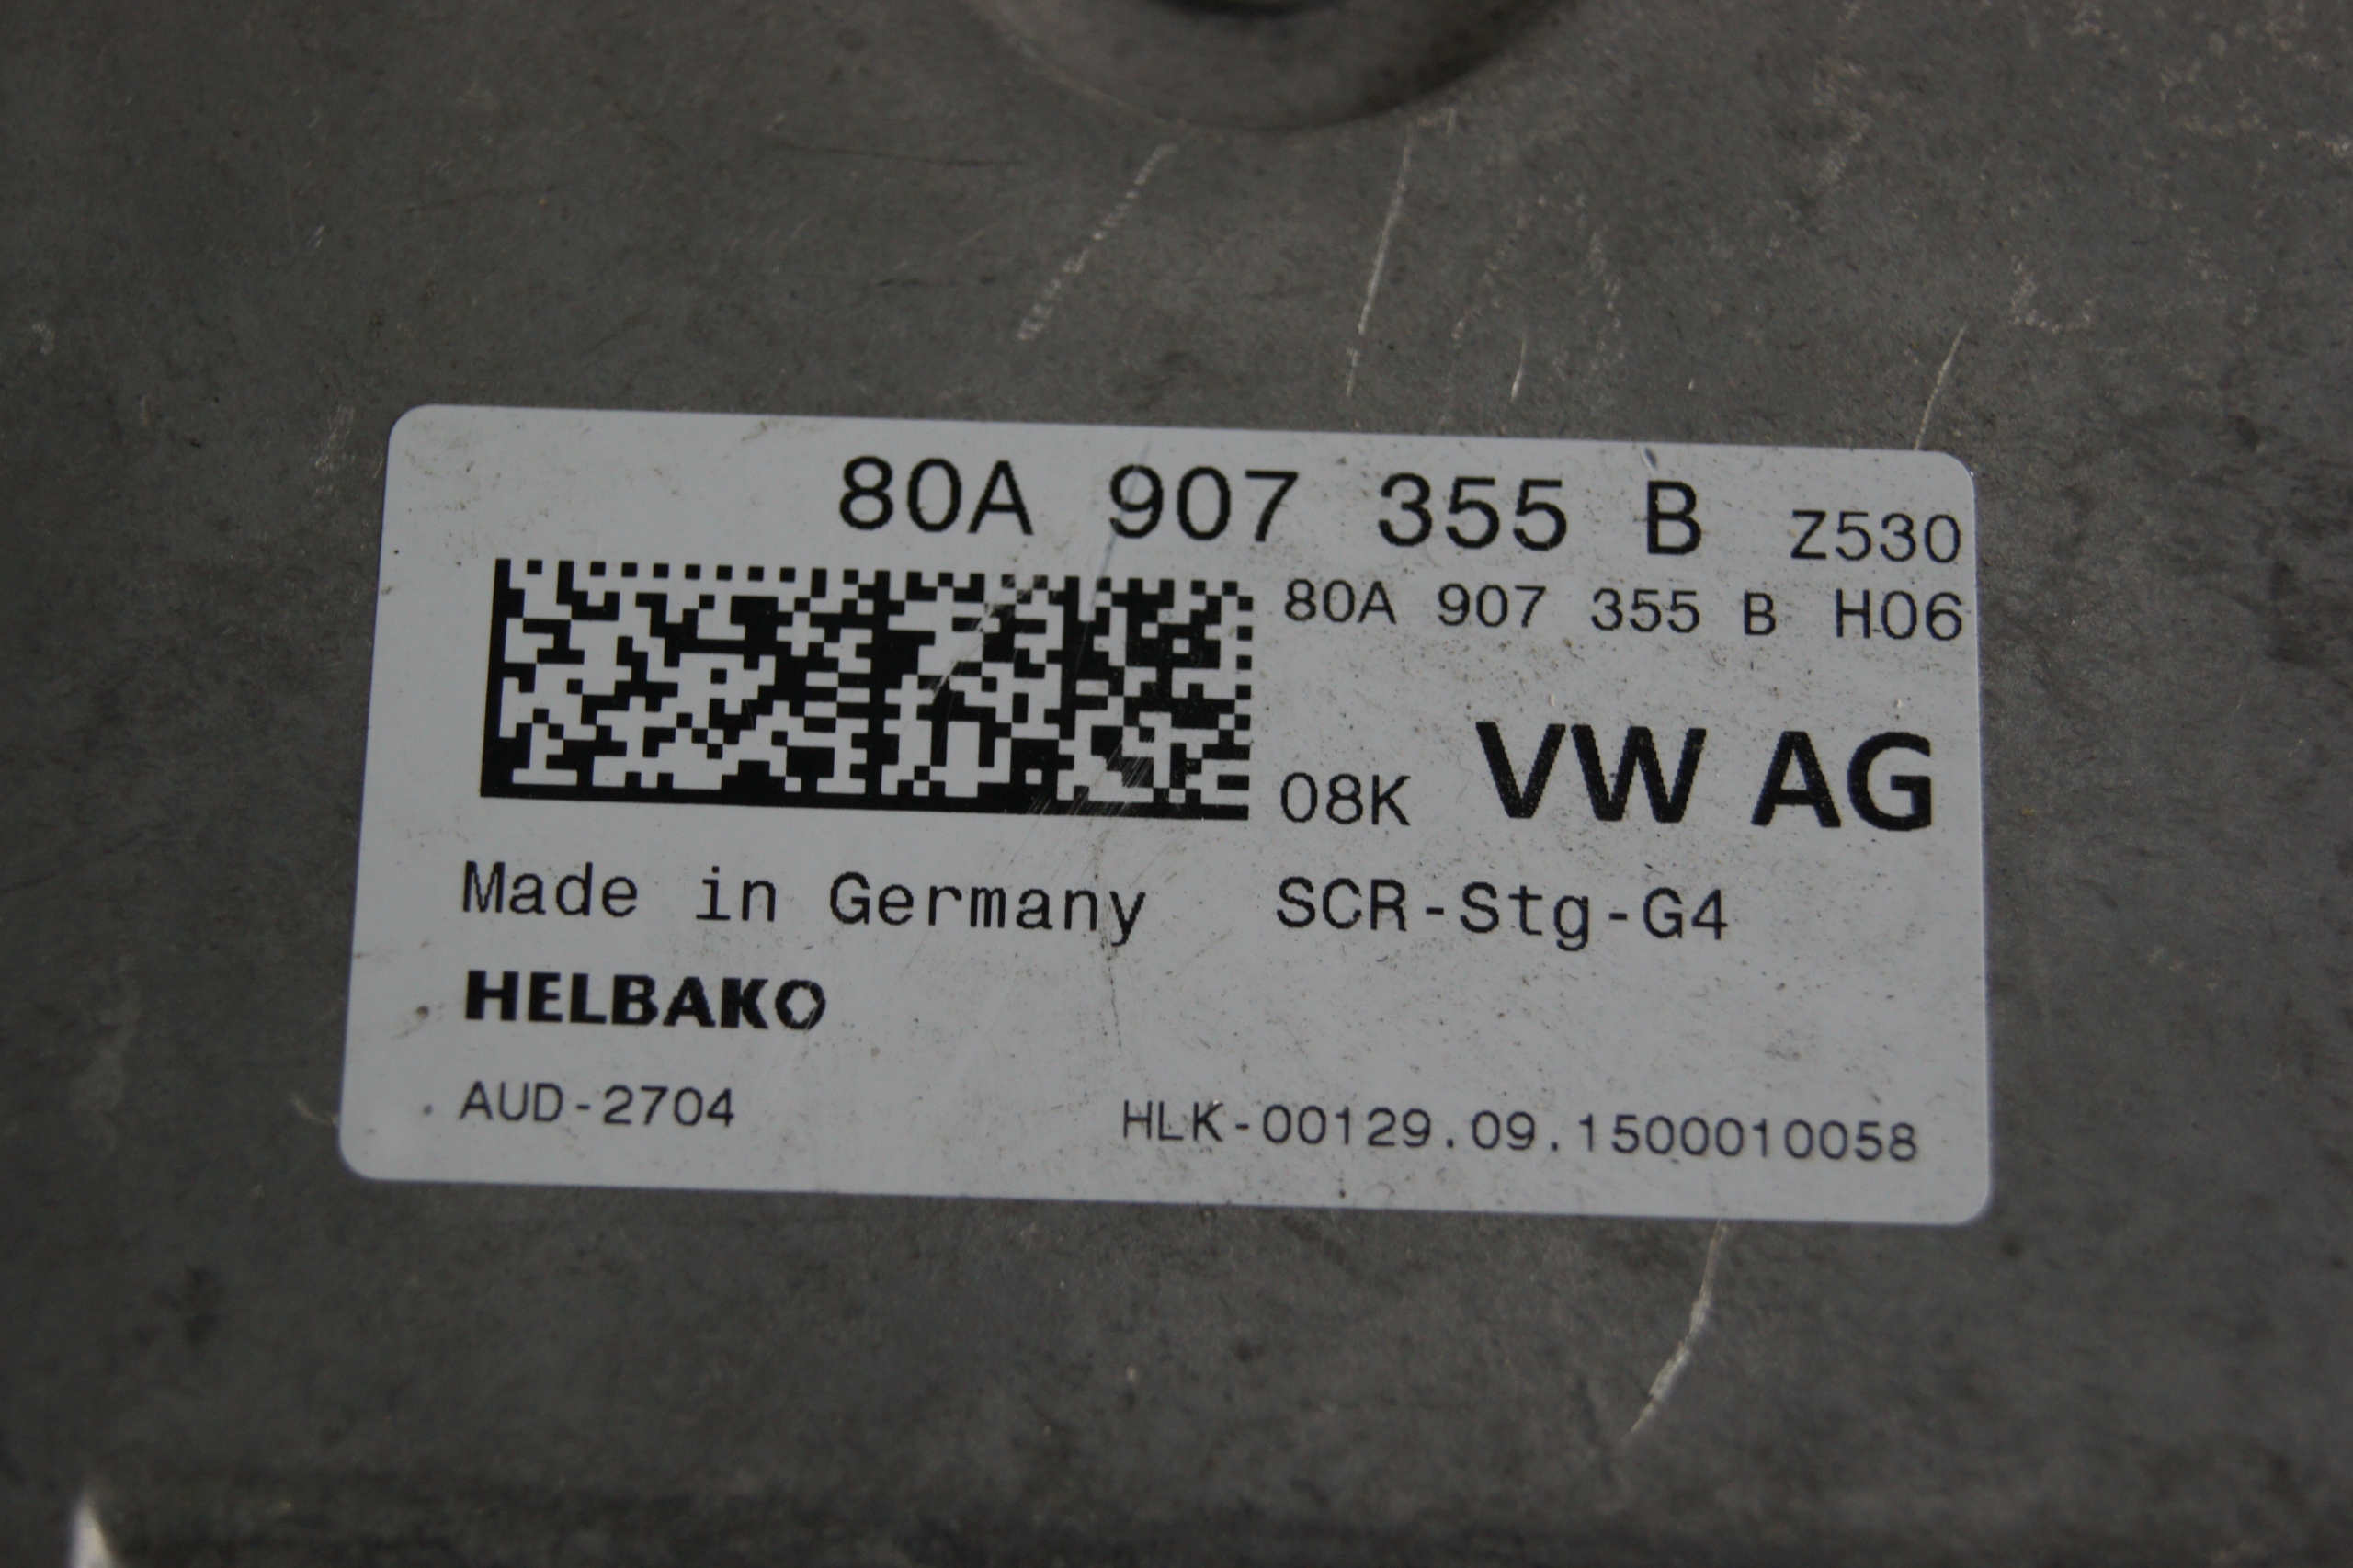 80A 907 355 B Z530
80A 907 355 B H06
08K VW AG
Made in Germany SCR-Stg-G4
HELBAKO
AUD-2704 HLK-00129.09.1500010058